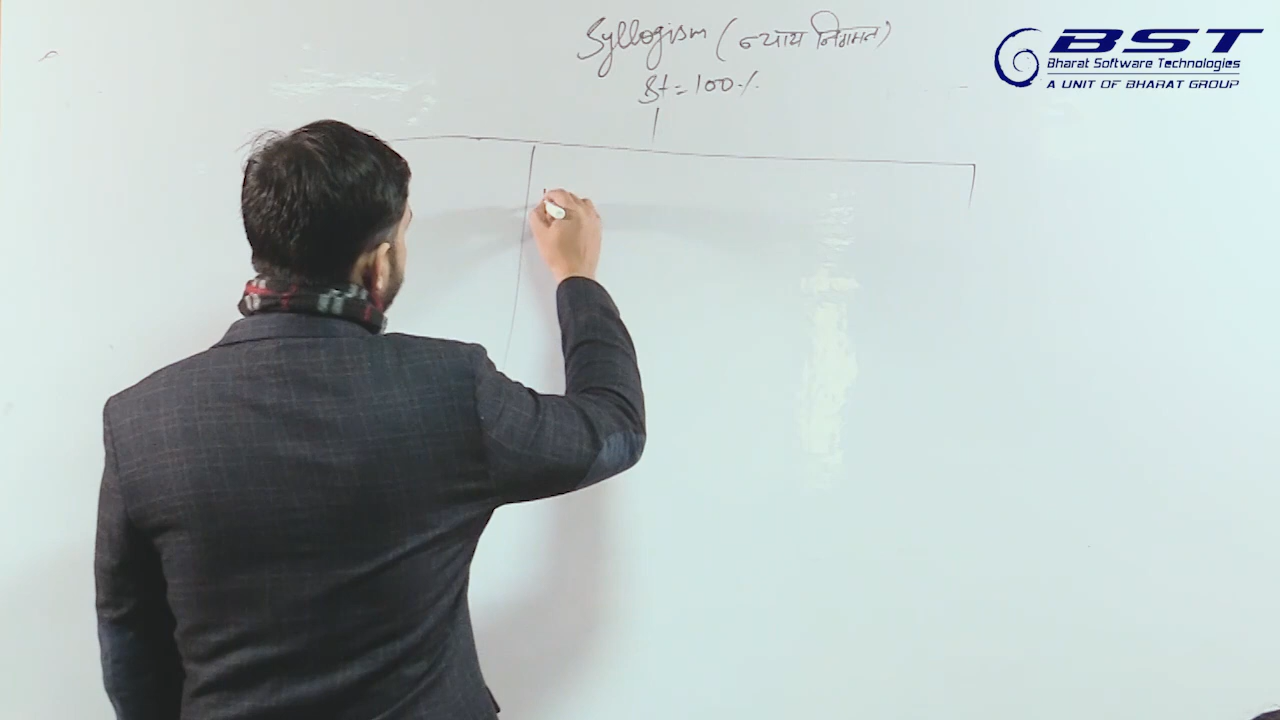 Syllogism (न्याय निगमन)
St = 100%
BST
Bharat Software Technologies
A UNIT OF BHARAT GROUP